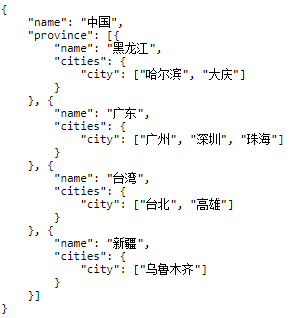 {
    "name": "中国",
    "province": [{
        "name": "黑龙江",
        "cities": {
            "city": ["哈尔滨", "大庆"]
        }
    }, {
        "name": "广东",
        "cities": {
            "city": ["广州", "深圳", "珠海"]
        }
    }, {
        "name": "台湾",
        "cities": {
            "city": ["台北", "高雄"]
        }
    }, {
        "name": "新疆",
        "cities": {
            "city": ["乌鲁木齐"]
        }
    }]
}